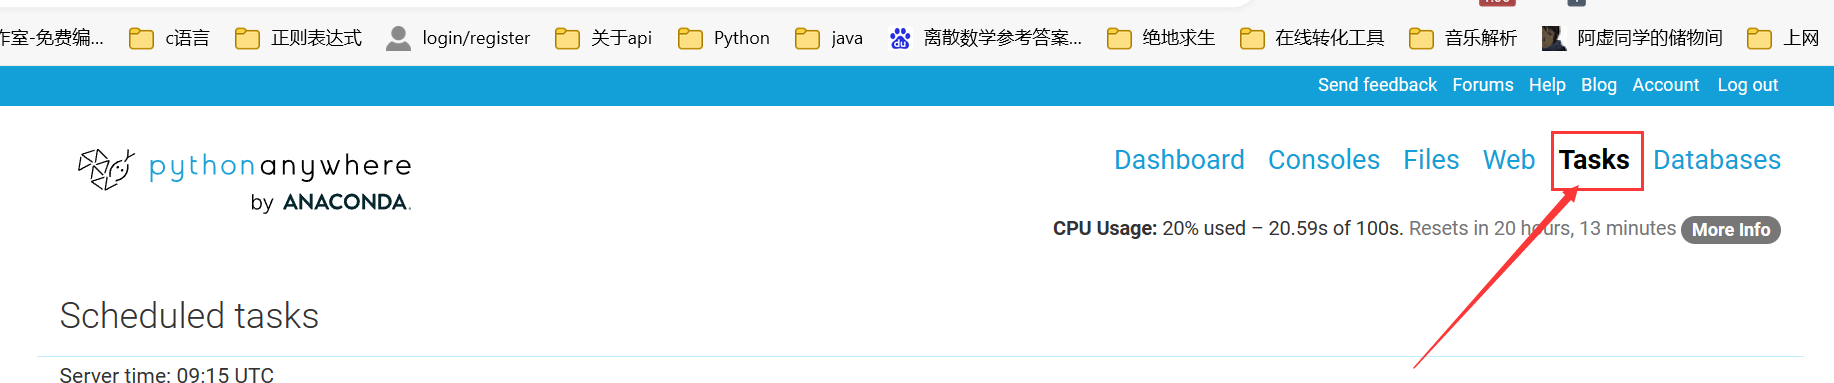 作室-免费编... c语言 正则表达式 login/register 关于api Python java 离散数学参考答案... 绝地求生 在线转化工具 音乐解析 阿虚同学的储物间 上网
Send feedback Forums Help Blog Account Log out
pythonanywhere
by ANACONDA.
Dashboard Consoles Files Web Tasks Databases
CPU Usage: 20% used – 20.59s of 100s. Resets in 20 hours, 13 minutes More Info
Scheduled tasks
Server time: 09:15 UTC